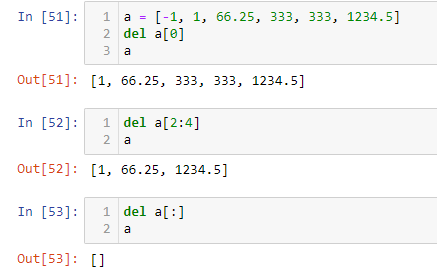 In [51]: 1 a = [-1, 1, 66.25, 333, 333, 1234.5]
2 del a[0]
3 a
Out[51]: [1, 66.25, 333, 333, 1234.5]
In [52]: 1 del a[2:4]
2 a
Out[52]: [1, 66.25, 1234.5]
In [53]: 1 del a[:]
2 a
Out[53]: []